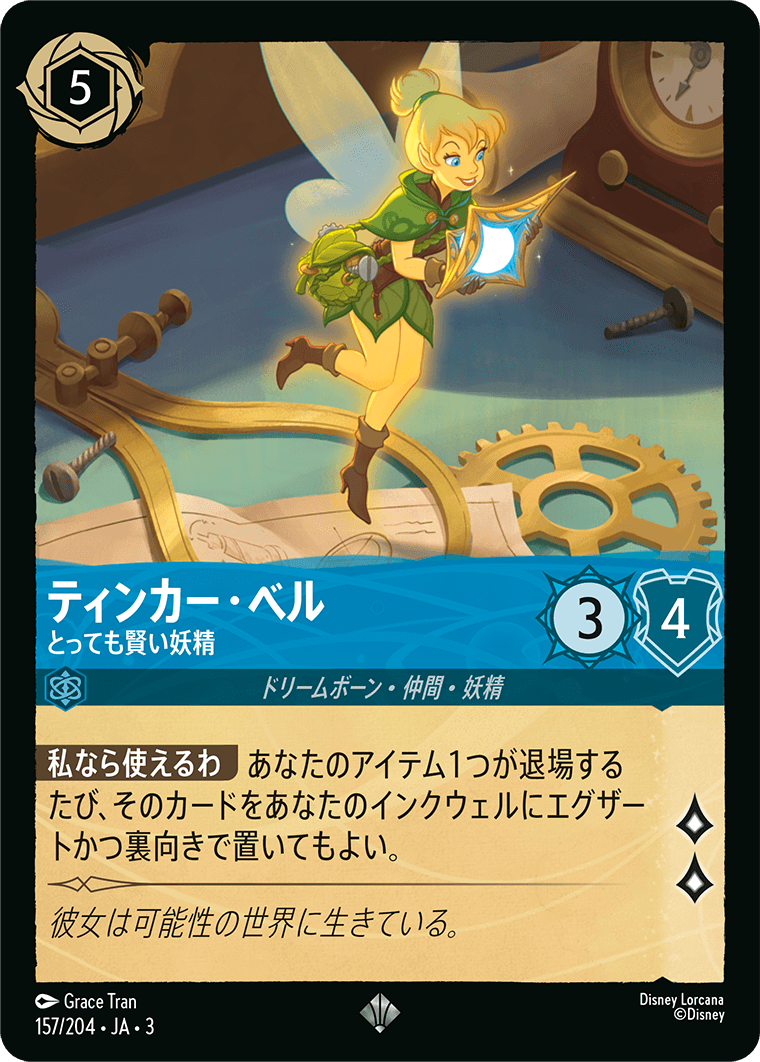 5
ティンカー・ベル
とっても賢い妖精
3
4
ドリームボーン・仲間・妖精
私なら使えるわ あなたのアイテム1つが退場する
たび、そのカードをあなたのインクウェルにエグザー
トかつ裏向きで置いてもよい。
彼女は可能性の世界に生きている。
Grace Tran
157/204・JA・3
Disney Lorcana
©Disney